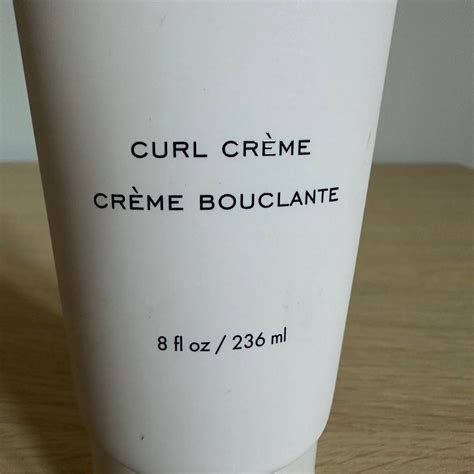 CURL CRÈME
CRÈME BOUCLANTE
8 fl oz / 236 ml